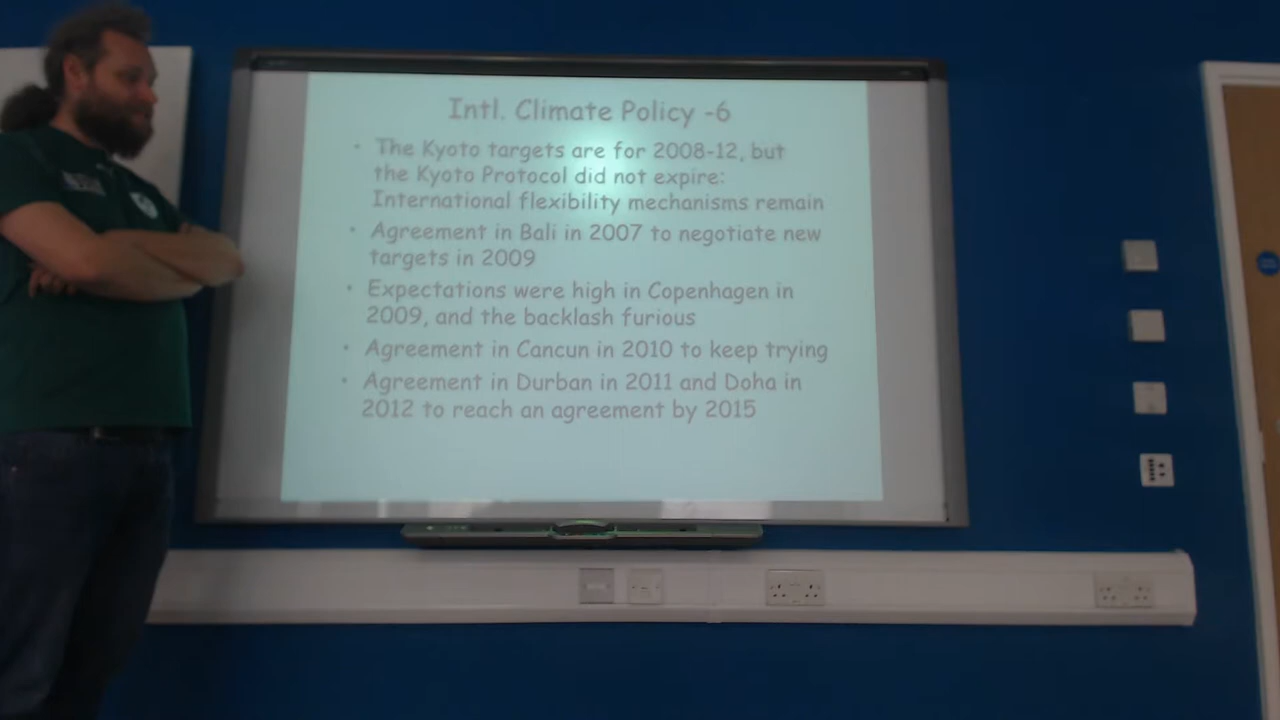 Intl. Climate Policy -6
• The Kyoto targets are for 2008-12, but
the Kyoto Protocol did not expire:
International flexibility mechanisms remain
• Agreement in Bali in 2007 to negotiate new
targets in 2009
• Expectations were high in Copenhagen in
2009, and the backlash furious
• Agreement in Cancun in 2010 to keep trying
• Agreement in Durban in 2011 and Doha in
2012 to reach an agreement by 2015